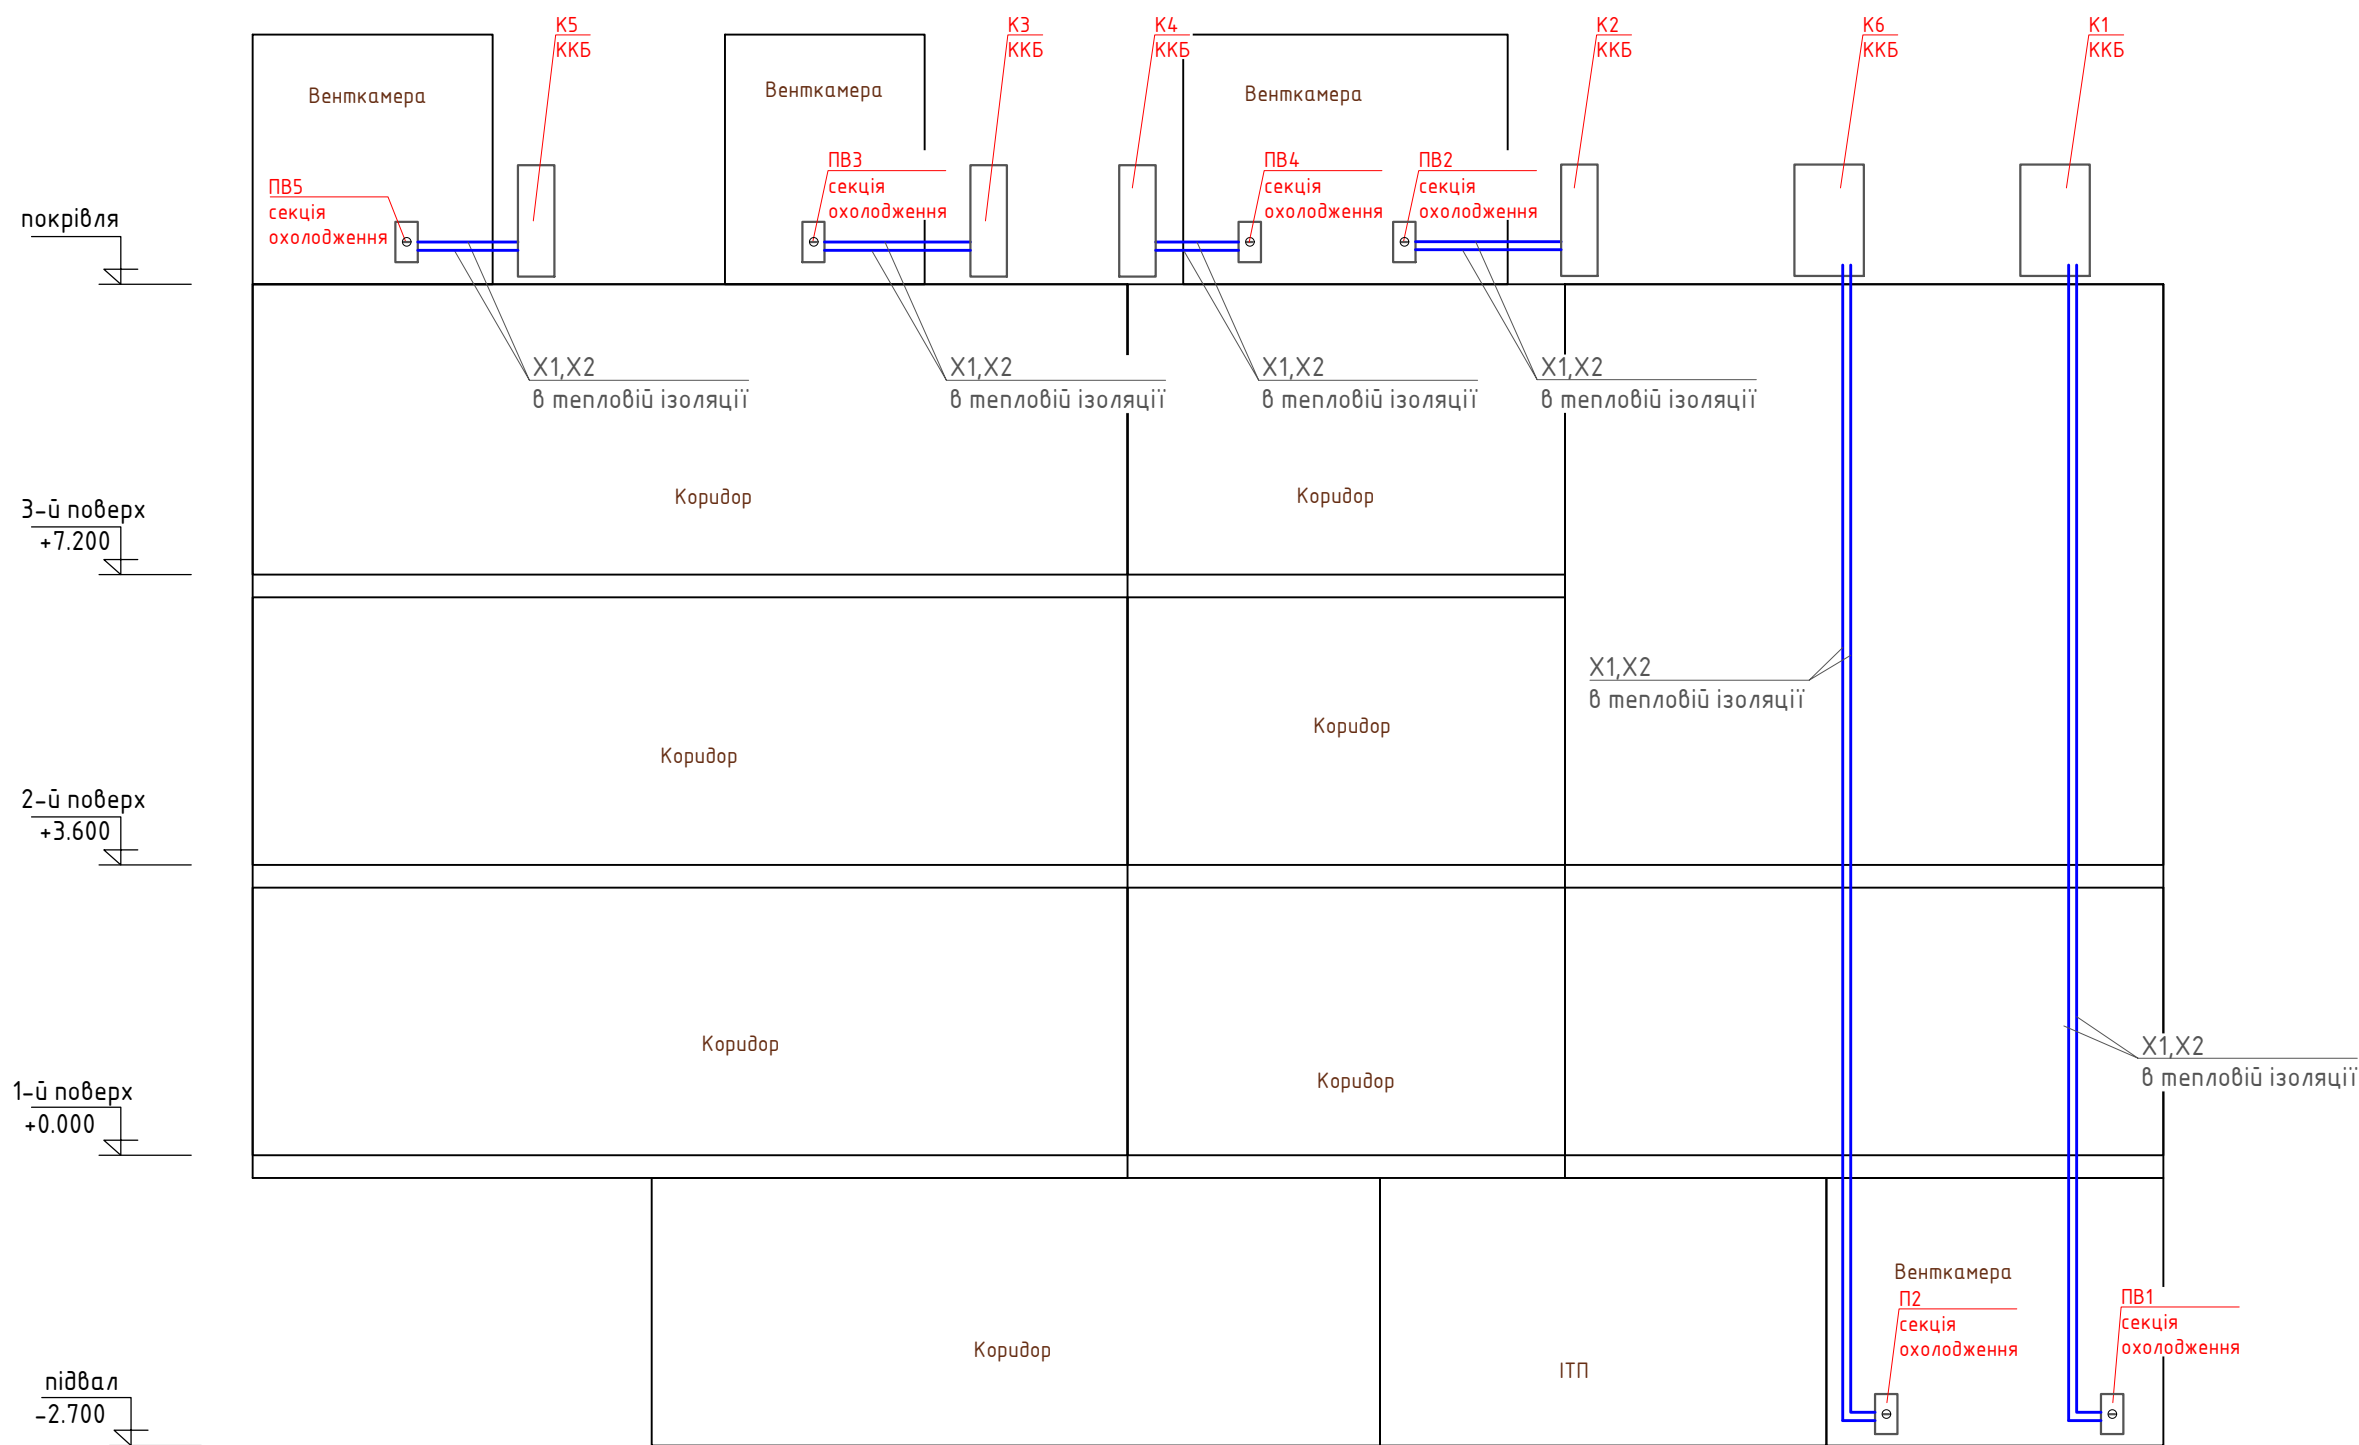 К5
ККБ
К3
ККБ
К4
ККБ
К2
ККБ
К6
ККБ
К1
ККБ
Венткамера
Венткамера
Венткамера
ПВ5
секція
охолодження
ПВ3
секція
охолодження
ПВ4
секція
охолодження
ПВ2
секція
охолодження
покрівля
Х1,Х2
в тепловій ізоляції
Х1,Х2
в тепловій ізоляції
Х1,Х2
в тепловій ізоляції
Х1,Х2
в тепловій ізоляції
Коридор
Коридор
3-й поверх
+7.200
Х1,Х2
в тепловій ізоляції
Коридор
Коридор
2-й поверх
+3.600
Коридор
Коридор
Х1,Х2
в тепловій ізоляції
1-й поверх
+0.000
Венткамера
П2
секція
охолодження
ПВ1
секція
охолодження
Коридор
ІТП
підвал
-2.700